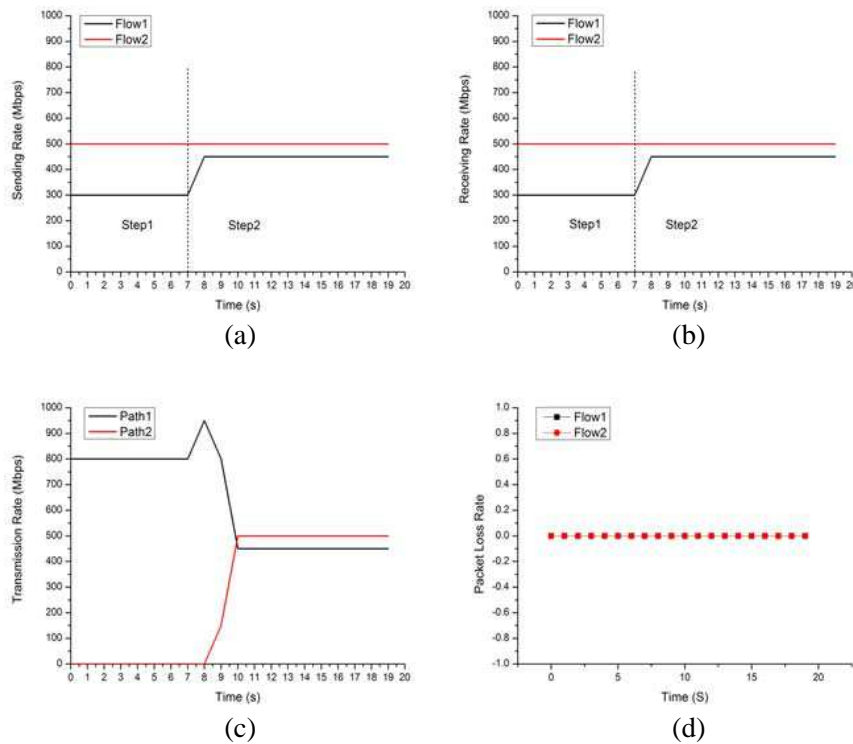 Flow1
Flow2
Sending Rate (Mbps)
1000
900
800
700
600
500
400
300
200
100
0
Step1 Step2
0 1 2 3 4 5 6 7 8 9 10 11 12 13 14 15 16 17 18 19 20
Time (s)
(a)
Flow1
Flow2
Receiving Rate (Mbps)
1000
900
800
700
600
500
400
300
200
100
0
Step1 Step2
0 1 2 3 4 5 6 7 8 9 10 11 12 13 14 15 16 17 18 19 20
Time (s)
(b)
Path1
Path2
Transmission Rate (Mbps)
1000
900
800
700
600
500
400
300
200
100
0
0 1 2 3 4 5 6 7 8 9 10 11 12 13 14 15 16 17 18 19 20
Time (s)
(c)
Flow1
Flow2
Packet Loss Rate
1.0
0.8
0.6
0.4
0.2
0.0
-0.2
-0.4
-0.6
-0.8
-1.0
0 5 10 15 20
Time (S)
(d)